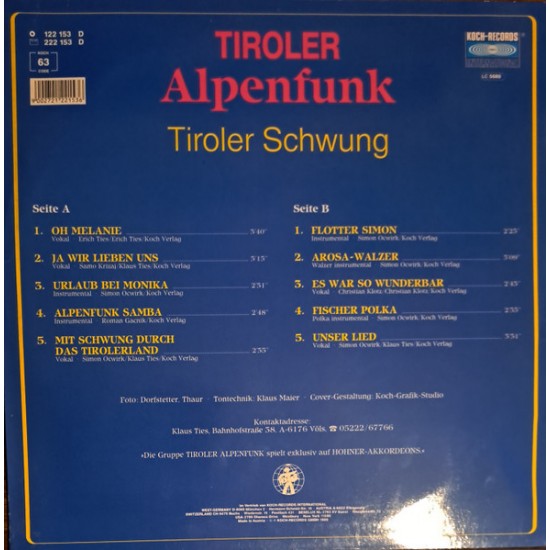 122 153 D
222 153 D
63
TIROLER
Alpenfunk
Tiroler Schwung
KOCH-RECORDS
Seite A
1. OH MELANIE 3'40"
Vokal · Erich Ties/Erich Ties/Koch Verlag
2. JA WIR LIEBEN UNS 3'15"
Vokal · Krinaj/Klaus Ties/Koch Verlag
3. URLAUB BEI MONIKA 2'51"
Instrumental · Simon Ocwirk/Koch Verlag
4. ALPENFUNK SAMBA 2'48"
Instrumental · Roman Gacnik/Koch Verlag
5. MIT SCHWUNG DURCH
DAS TIROLERLAND 2'55"
Vokal · Simon Ocwirk/Klaus Ties/Koch Verlag
Seite B
1. FLOTTER SIMON 2'25"
Instrumental · Simon Ocwirk/Koch Verlag
2. AROSA-WALZER 3'00"
Walzer instrumental · Simon Ocwirk/Koch Verlag
3. ES WAR SO WUNDERBAR 2'45"
Vokal · Christian Klotz/Christian Klotz/Koch Verlag
4. FISCHER POLKA 2'55"
Polka instrumental · Simon Ocwirk/Koch Verlag
5. UNSER LIED 3'54"
Vokal · Simon Ocwirk/Klaus Ties/Koch Verlag
Foto: Dorfstetter, Thaur · Tontechnik: Klaus Maier · Cover-Gestaltung: Koch-Grafik-Studio
Kontaktadresse:
Klaus Ties, Bahnhofstraße 38, A-6176 Völs, ☎ 05222/67766
»Die Gruppe TIROLER ALPENFUNK spielt exklusiv auf HOHNER-AKKORDEONS.«